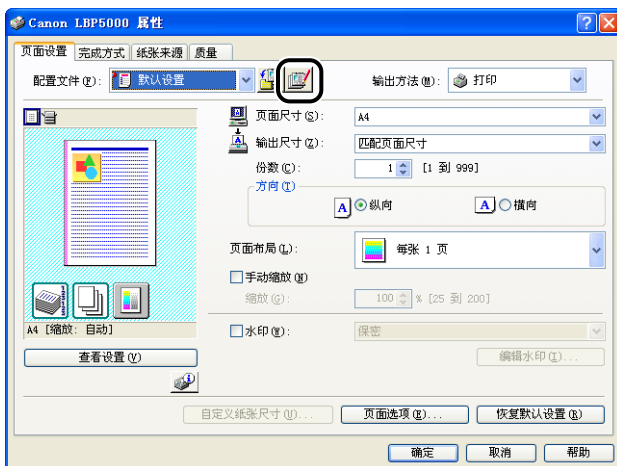 Canon LBP5000 属性
页面设置 完成方式 纸张来源 质量
配置文件(F): 默认设置 输出方法(M): 打印
页面尺寸(S): A4
输出尺寸(Z): 匹配页面尺寸
份数(C): 1 [1 到 999]
方向(T)
A 纵向 A 横向
页面布局(L): 每张 1 页
手动缩放(N)
缩放(G): 100 % [25 到 200]
A4 [缩放: 自动]
水印(W): 保密
查看设置(V) 编辑水印(I)...
自定义纸张尺寸(U)... 页面选项(E)... 恢复默认设置(R)
确定 取消 帮助